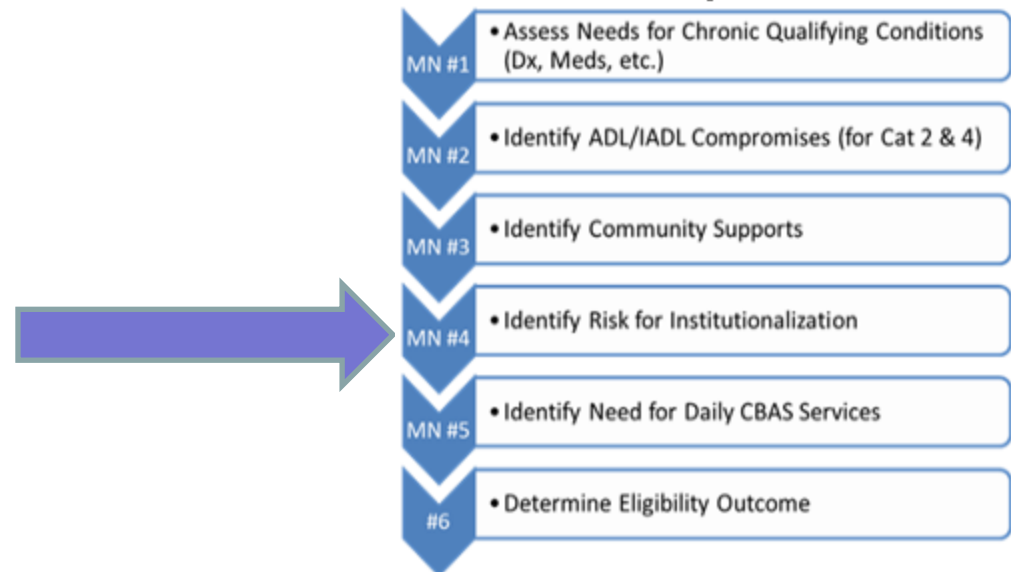 MN #1
•Assess Needs for Chronic Qualifying Conditions
(Dx, Meds, etc.)
MN #2
•Identify ADL/IADL Compromises (for Cat 2 & 4)
MN #3
•Identify Community Supports
MN #4
•Identify Risk for Institutionalization
MN #5
•Identify Need for Daily CBAS Services
#6
•Determine Eligibility Outcome